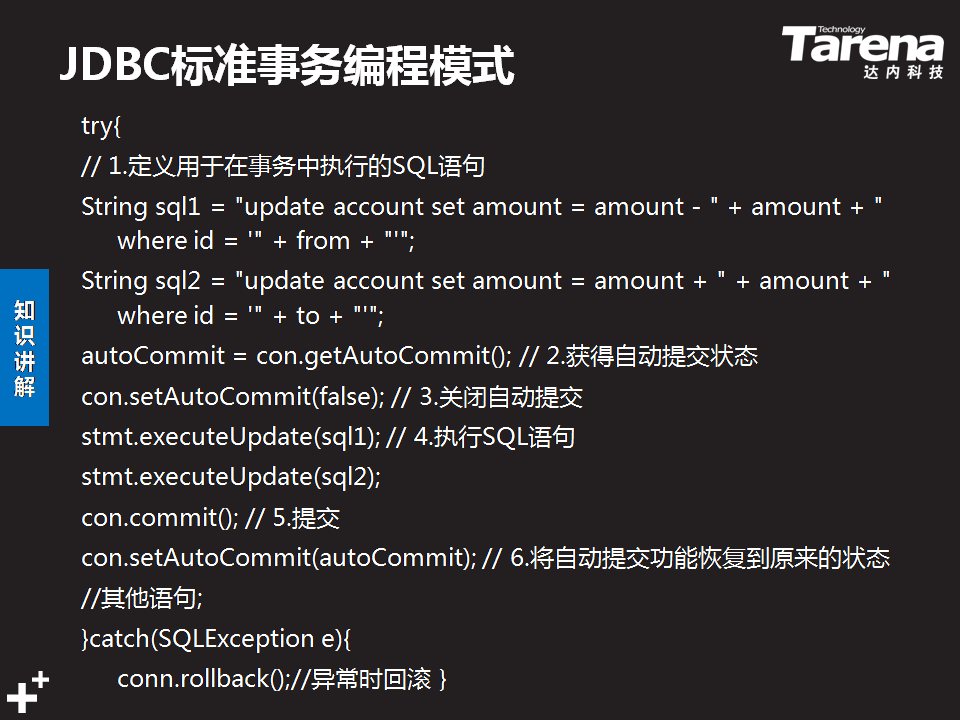 JDBC标准事务编程模式
Technology
Tarena
达内科技
try{
// 1.定义用于在事务中执行的SQL语句
String sql1 = "update account set amount = amount - " + amount + "
where id = '" + from + "'";
String sql2 = "update account set amount = amount + " + amount + "
where id = '" + to + "'";
autoCommit = con.getAutoCommit(); // 2.获得自动提交状态
con.setAutoCommit(false); // 3.关闭自动提交
stmt.executeUpdate(sql1); // 4.执行SQL语句
stmt.executeUpdate(sql2);
con.commit(); // 5.提交
con.setAutoCommit(autoCommit); // 6.将自动提交功能恢复到原来的状态
//其他语句;
}catch(SQLException e){
conn.rollback();//异常时回滚 }
知
识
讲
解